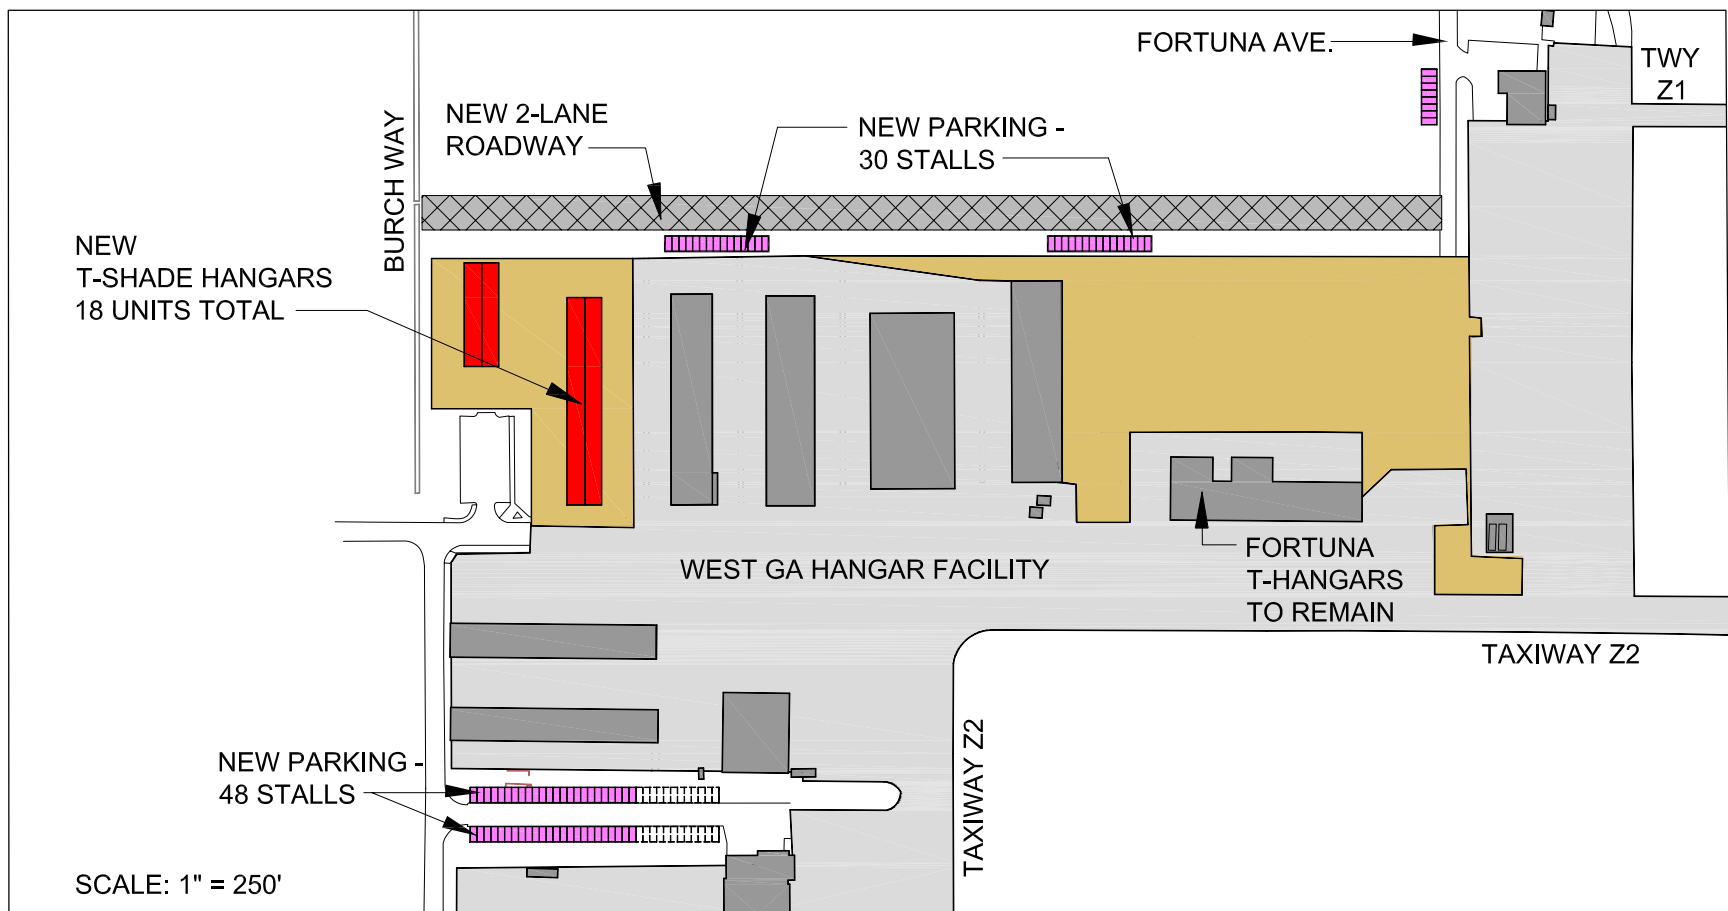 FORTUNA AVE.
TWY
Z1
NEW 2-LANE
ROADWAY
NEW PARKING -
30 STALLS
BURCH WAY
NEW
T-SHADE HANGARS
18 UNITS TOTAL
WEST GA HANGAR FACILITY
FORTUNA
T-HANGARS
TO REMAIN
TAXIWAY Z2
TAXIWAY Z2
NEW PARKING -
48 STALLS
SCALE: 1" = 250'